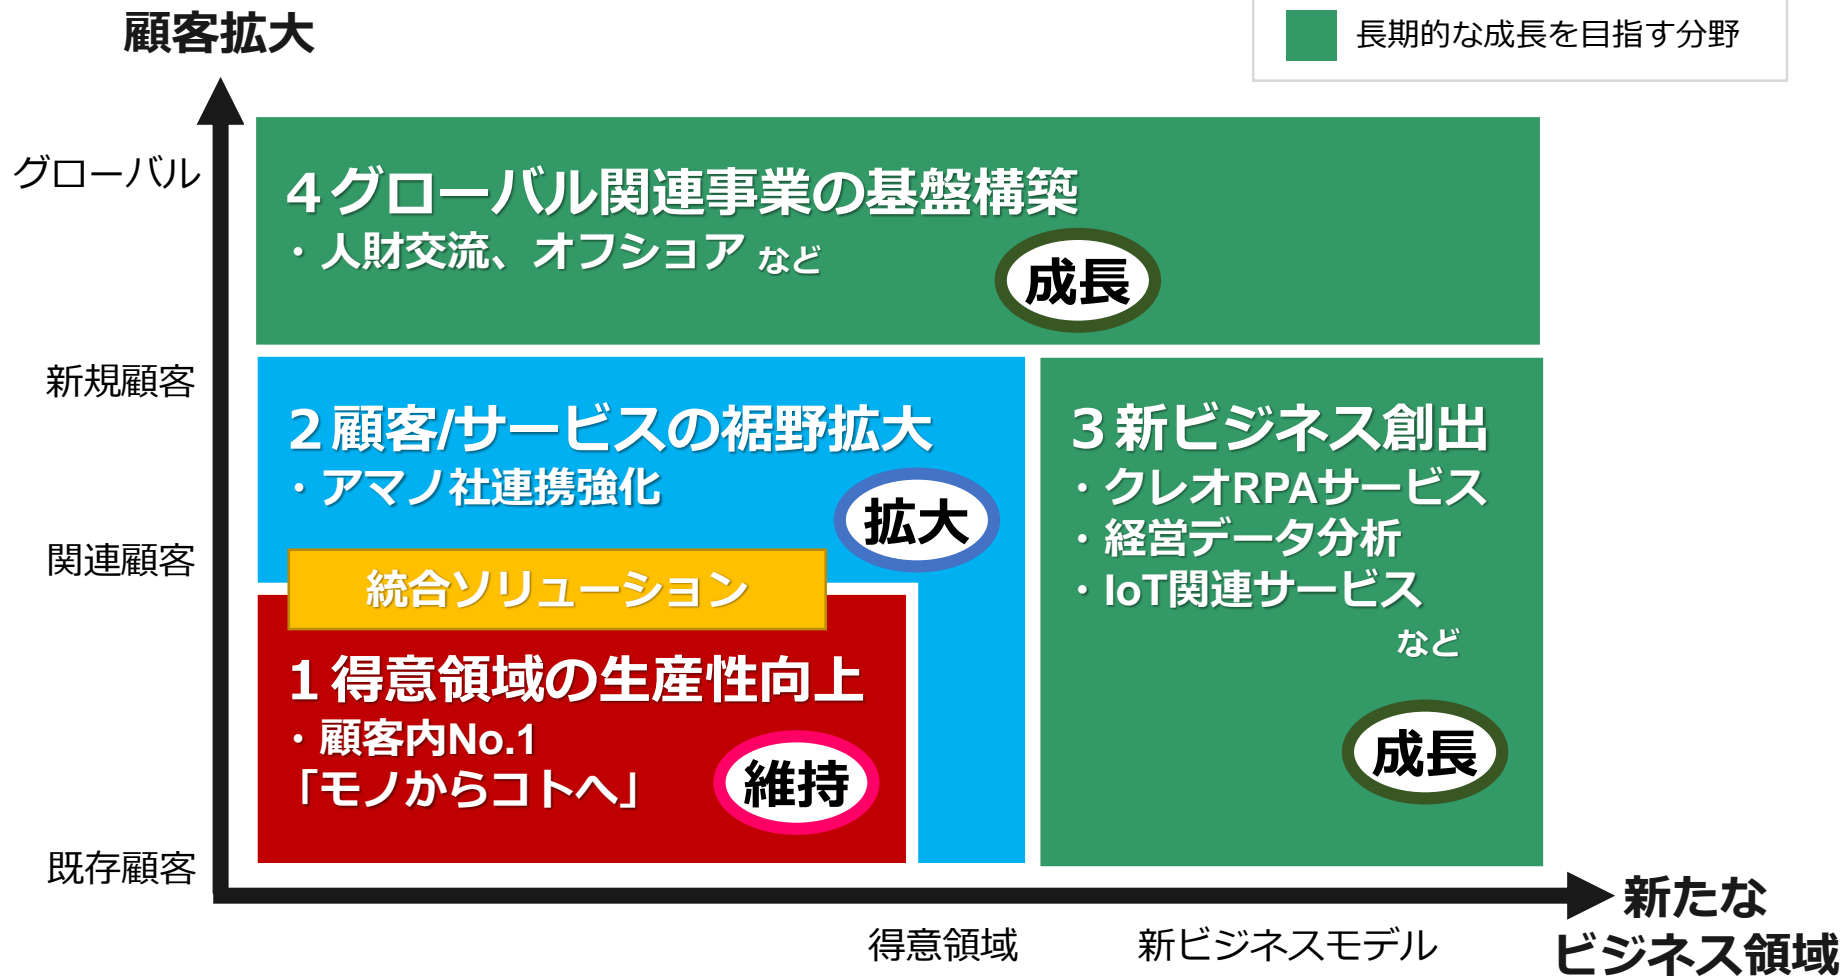 顧客拡大
長期的な成長を目指す分野
グローバル
４グローバル関連事業の基盤構築
・人財交流、オフショア など
成長
新規顧客
２顧客/サービスの裾野拡大
・アマノ社連携強化
拡大
３新ビジネス創出
・クレオRPAサービス
・経営データ分析
・IoT関連サービス
など
成長
関連顧客
統合ソリューション
１得意領域の生産性向上
・顧客内No.1
「モノからコトへ」
維持
既存顧客
得意領域
新ビジネスモデル
新たな
ビジネス領域